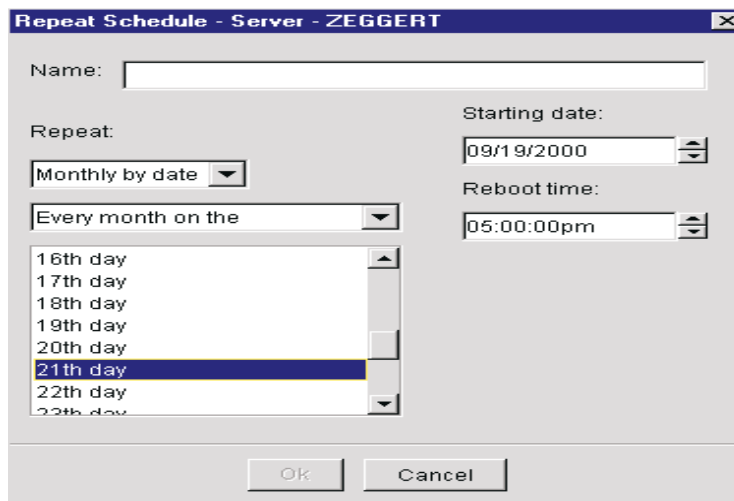 Repeat Schedule - Server - ZEGGERT
Name:
Repeat:
Monthly by date
Every month on the
16th day
17th day
18th day
19th day
20th day
21th day
22th day
23th day
Starting date:
09/19/2000
Reboot time:
05:00:00pm
Ok
Cancel